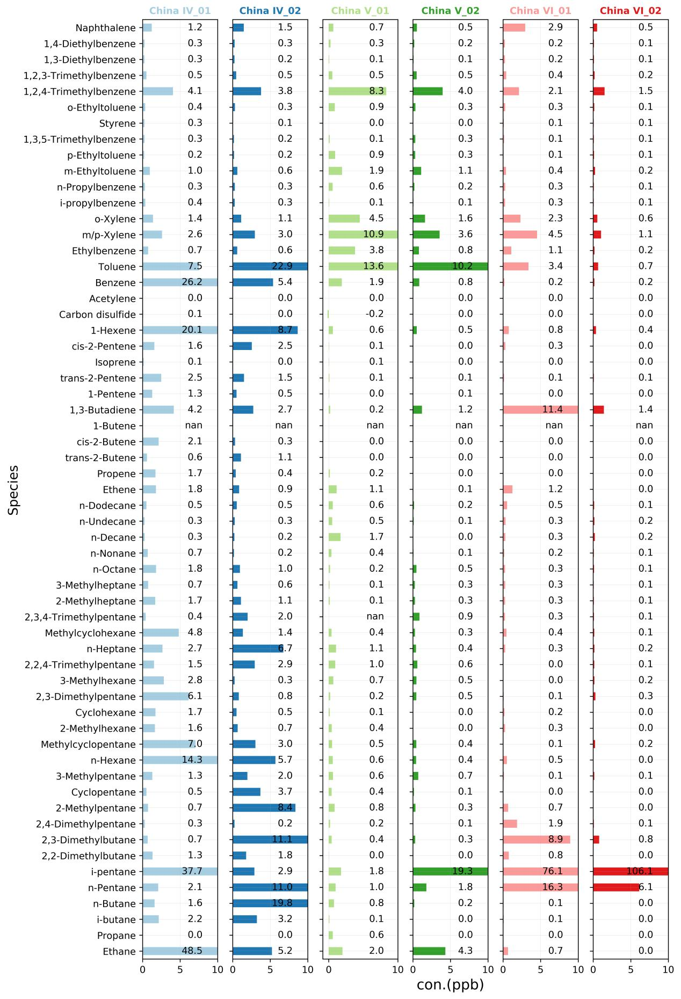 China IV_01 China IV_02 China V_01 China V_02 China VI_01 China VI_02
Naphthalene 1.2 1.5 0.7 0.5 2.9 0.5
1,4-Diethylbenzene 0.3 0.3 0.3 0.2 0.2 0.1
1,3-Diethylbenzene 0.3 0.2 0.1 0.1 0.2 0.1
1,2,3-Trimethylbenzene 0.5 0.5 0.5 0.5 0.4 0.2
1,2,4-Trimethylbenzene 4.1 3.8 8.3 4.0 2.1 1.5
o-Ethyltoluene 0.4 0.3 0.9 0.3 0.3 0.1
Styrene 0.3 0.1 0.0 0.0 0.1 0.1
1,3,5-Trimethylbenzene 0.3 0.2 0.1 0.3 0.1 0.1
p-Ethyltoluene 0.2 0.2 0.9 0.3 0.1 0.1
m-Ethyltoluene 1.0 0.6 1.9 1.1 0.4 0.2
n-Propylbenzene 0.3 0.3 0.6 0.2 0.3 0.1
i-propylbenzene 0.4 0.3 0.1 0.1 0.3 0.1
o-Xylene 1.4 1.1 4.5 1.6 2.3 0.6
m/p-Xylene 2.6 3.0 10.9 3.6 4.5 1.1
Ethylbenzene 0.7 0.6 3.8 0.8 1.1 0.2
Toluene 7.5 22.9 13.6 10.2 3.4 0.7
Benzene 26.2 5.4 1.9 0.8 0.2 0.2
Acetylene 0.0 0.0 0.0 0.0 0.0 0.0
Carbon disulfide 0.1 0.0 -0.2 0.0 0.0 0.0
1-Hexene 20.1 8.7 0.6 0.5 0.8 0.4
cis-2-Pentene 1.6 2.5 0.1 0.0 0.3 0.0
Isoprene 0.1 0.0 0.1 0.0 0.0 0.0
trans-2-Pentene 2.5 1.5 0.1 0.1 0.1 0.1
1-Pentene 1.3 0.5 0.0 0.1 0.0 0.0
1,3-Butadiene 4.2 2.7 0.2 1.2 11.4 1.4
1-Butene nan nan nan nan nan nan
cis-2-Butene 2.1 0.3 0.0 0.0 0.0 0.0
trans-2-Butene 0.6 1.1 0.0 0.0 0.0 0.0
Propene 1.7 0.4 0.2 0.0 0.0 0.0
Ethene 1.8 0.9 1.1 0.1 1.2 0.0
Species
n-Dodecane 0.5 0.5 0.6 0.2 0.5 0.1
n-Undecane 0.3 0.3 0.5 0.1 0.3 0.2
n-Decane 0.3 0.2 1.7 0.0 0.3 0.2
n-Nonane 0.7 0.2 0.4 0.1 0.2 0.1
n-Octane 1.8 1.0 0.2 0.5 0.3 0.1
3-Methylheptane 0.7 0.6 0.1 0.3 0.3 0.1
2-Methylheptane 1.7 1.1 0.1 0.3 0.3 0.1
2,3,4-Trimethylpentane 0.4 2.0 nan 0.9 0.3 0.1
Methylcyclohexane 4.8 1.4 0.4 0.3 0.4 0.1
n-Heptane 2.7 6.7 1.1 0.4 0.3 0.2
2,2,4-Trimethylpentane 1.5 2.9 1.0 0.6 0.0 0.1
3-Methylhexane 2.8 0.3 0.7 0.5 0.0 0.2
2,3-Dimethylpentane 6.1 0.8 0.2 0.5 0.1 0.3
Cyclohexane 1.7 0.5 0.1 0.0 0.2 0.0
2-Methylhexane 1.6 0.7 0.4 0.0 0.3 0.0
Methylcyclopentane 7.0 3.0 0.5 0.4 0.1 0.2
n-Hexane 14.3 5.7 0.6 0.4 0.5 0.0
3-Methylpentane 1.3 2.0 0.6 0.7 0.1 0.1
Cyclopentane 0.5 3.7 0.4 0.1 0.0 0.0
2-Methylpentane 0.7 8.4 0.8 0.3 0.7 0.0
2,4-Dimethylpentane 0.3 0.2 0.2 0.1 1.9 0.1
2,3-Dimethylbutane 0.7 11.1 0.4 0.3 8.9 0.8
2,2-Dimethylbutane 1.3 1.8 0.0 0.0 0.8 0.0
i-pentane 37.7 2.9 1.8 19.3 76.1 106.1
n-Pentane 2.1 11.0 1.0 1.8 16.3 6.1
n-Butane 1.6 19.8 0.8 0.2 0.1 0.0
i-butane 2.2 3.2 0.1 0.0 0.1 0.0
Propane 0.0 0.0 0.6 0.0 0.0 0.0
Ethane 48.5 5.2 2.0 4.3 0.7 0.0
0 5 10 0 5 10 0 10 0 5 10 0 5 10 0 5 10
con.(ppb)